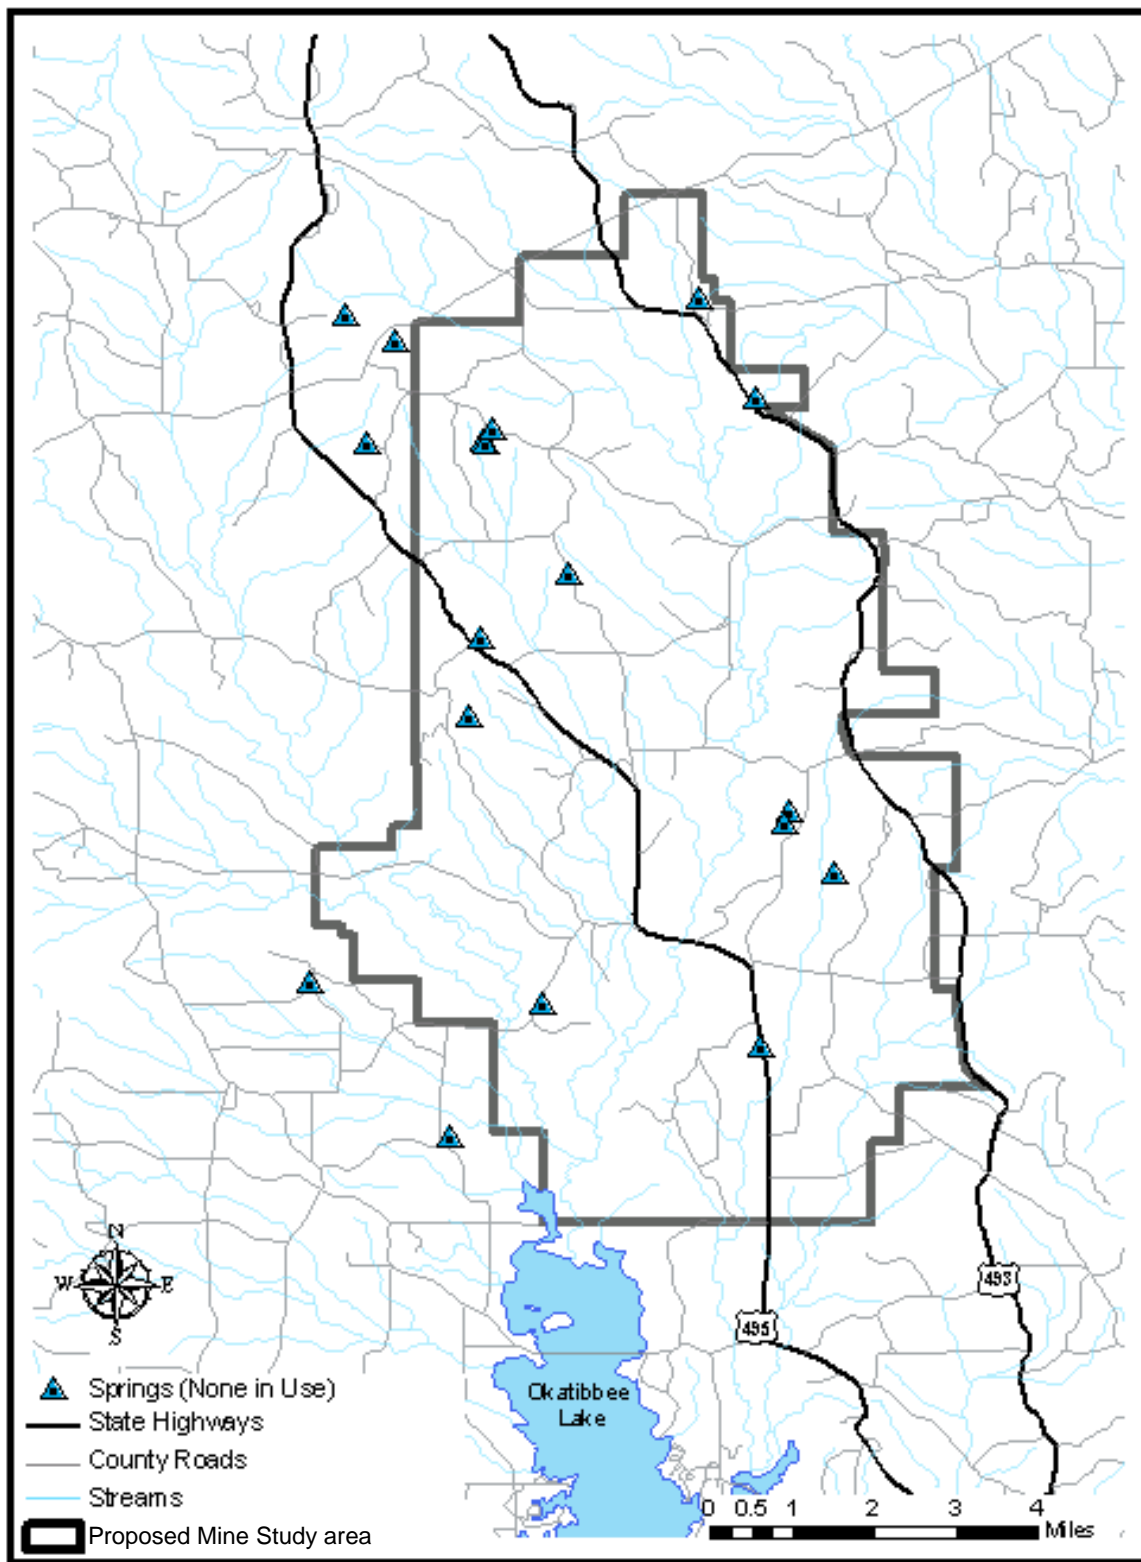 N
W
E
S
493
495
Okatibbee
Lake
Springs (None in Use)
State Highways
County Roads
Streams
Proposed Mine Study area
0 0.5 1 2 3 4
Miles